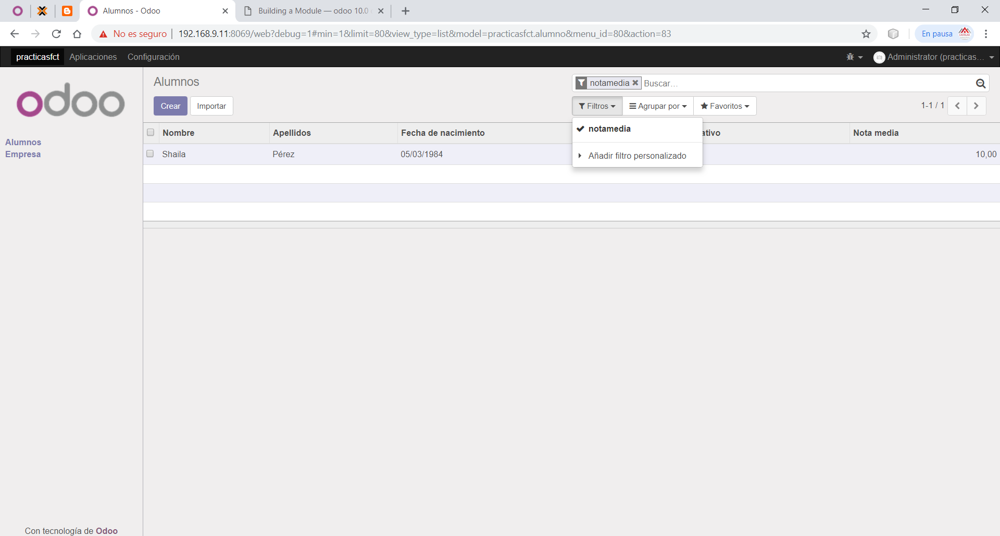 Alumnos - Odoo
Building a Module — odoo 10.0
No es seguro
192.168.9.11:8069/web?debug=1#min=1&limit=80&view_type=list&model=practicasfct.alumno&menu_id=80&action=83
En pausa
practicasfct Aplicaciones Configuración
Administrator (practicas...
odoo
Alumnos
Empresa
Con tecnología de Odoo
Alumnos
notamedia Buscar...
Crear Importar
Filtros Agrupar por Favoritos
1-1 / 1
notamedia
Añadir filtro personalizado
Nombre Apellidos Fecha de nacimiento ativo Nota media
Shaila Pérez 05/03/1984 10,00